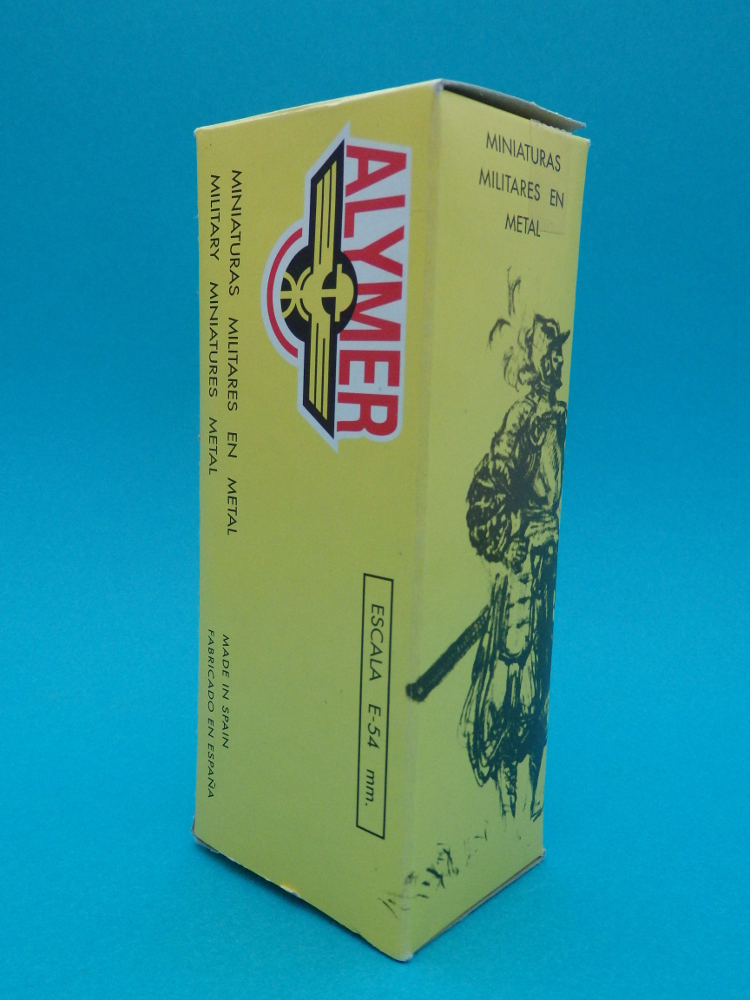 ALYMER
MINIATURAS MILITARES EN METAL
MILITARY MINIATURES METAL
ESCALA E-54 mm.
MADE IN SPAIN
FABRICADO EN ESPAÑA
MINIATURAS
MILITARES EN
METAL